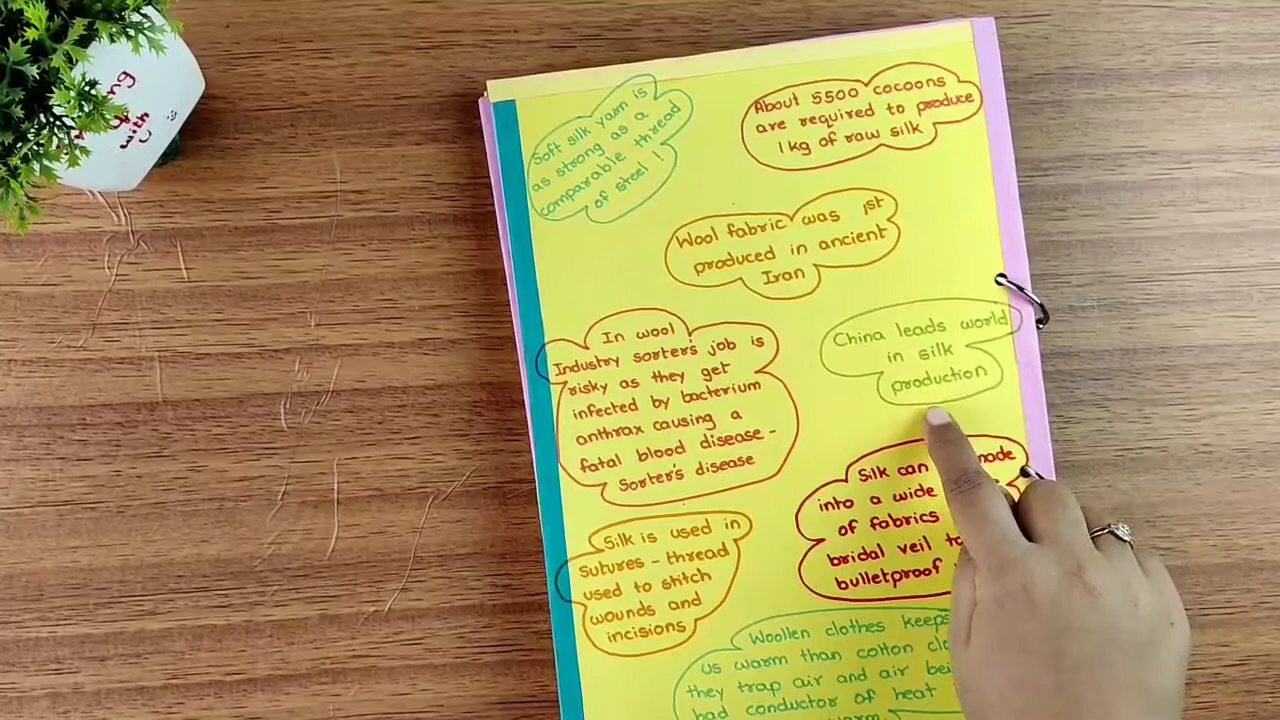 with
Soft silk yarn is
as strong as a
comparable thread
of steel !
About 5500 cocoons
are required to produce
1 kg of raw silk
Wool fabric was 1st
produced in ancient
Iran
In wool
Industry sorter's job is
risky as they get
infected by bacterium
anthrax causing a
fatal blood disease -
Sorter's disease
China leads world
in silk
production
Silk can
into a wide
of fabrics
bridal veil
bulletproof
Silk is used in
sutures - thread
used to stitch
wounds and
incisions
Woollen clothes keeps
us warm than cotton
they trap air and air
bad conductor of heat
warm